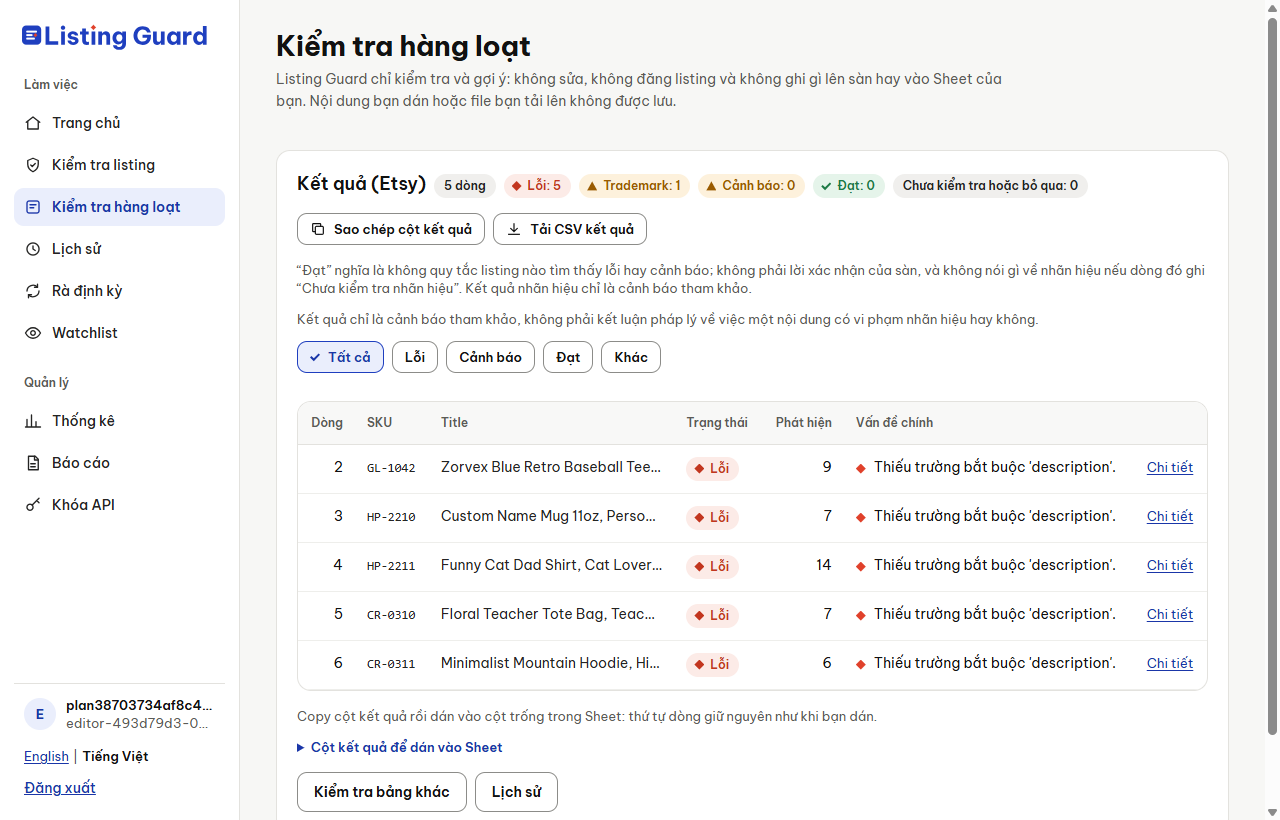 Listing Guard
Làm việc
Trang chủ
Kiểm tra listing
Kiểm tra hàng loạt
Lịch sử
Rà định kỳ
Watchlist
Quản lý
Thống kê
Báo cáo
Khóa API
E
plan38703734af8c4...
editor-493d79d3-0...
English | Tiếng Việt
Đăng xuất
Kiểm tra hàng loạt
Listing Guard chỉ kiểm tra và gợi ý: không sửa, không đăng listing và không ghi gì lên sàn hay vào Sheet của
bạn. Nội dung bạn dán hoặc file bạn tải lên không được lưu.
Kết quả (Etsy) 5 dòng Lỗi: 5 Trademark: 1 Cảnh báo: 0 Đạt: 0 Chưa kiểm tra hoặc bỏ qua: 0
Sao chép cột kết quả Tải CSV kết quả
“Đạt” nghĩa là không quy tắc listing nào tìm thấy lỗi hay cảnh báo; không phải lời xác nhận của sàn, và không nói gì về nhãn hiệu nếu dòng đó ghi
“Chưa kiểm tra nhãn hiệu”. Kết quả nhãn hiệu chỉ là cảnh báo tham khảo.
Kết quả chỉ là cảnh báo tham khảo, không phải kết luận pháp lý về việc một nội dung có vi phạm nhãn hiệu hay không.
Tất cả Lỗi Cảnh báo Đạt Khác
Dòng SKU Title Trạng thái Phát hiện Vấn đề chính
2 GL-1042 Zorvex Blue Retro Baseball Tee... Lỗi 9 Thiếu trường bắt buộc 'description'. Chi tiết
3 HP-2210 Custom Name Mug 11oz, Perso... Lỗi 7 Thiếu trường bắt buộc 'description'. Chi tiết
4 HP-2211 Funny Cat Dad Shirt, Cat Lover... Lỗi 14 Thiếu trường bắt buộc 'description'. Chi tiết
5 CR-0310 Floral Teacher Tote Bag, Teac... Lỗi 7 Thiếu trường bắt buộc 'description'. Chi tiết
6 CR-0311 Minimalist Mountain Hoodie, Hi... Lỗi 6 Thiếu trường bắt buộc 'description'. Chi tiết
Copy cột kết quả rồi dán vào cột trống trong Sheet: thứ tự dòng giữ nguyên như khi bạn dán.
Cột kết quả để dán vào Sheet
Kiểm tra bảng khác Lịch sử